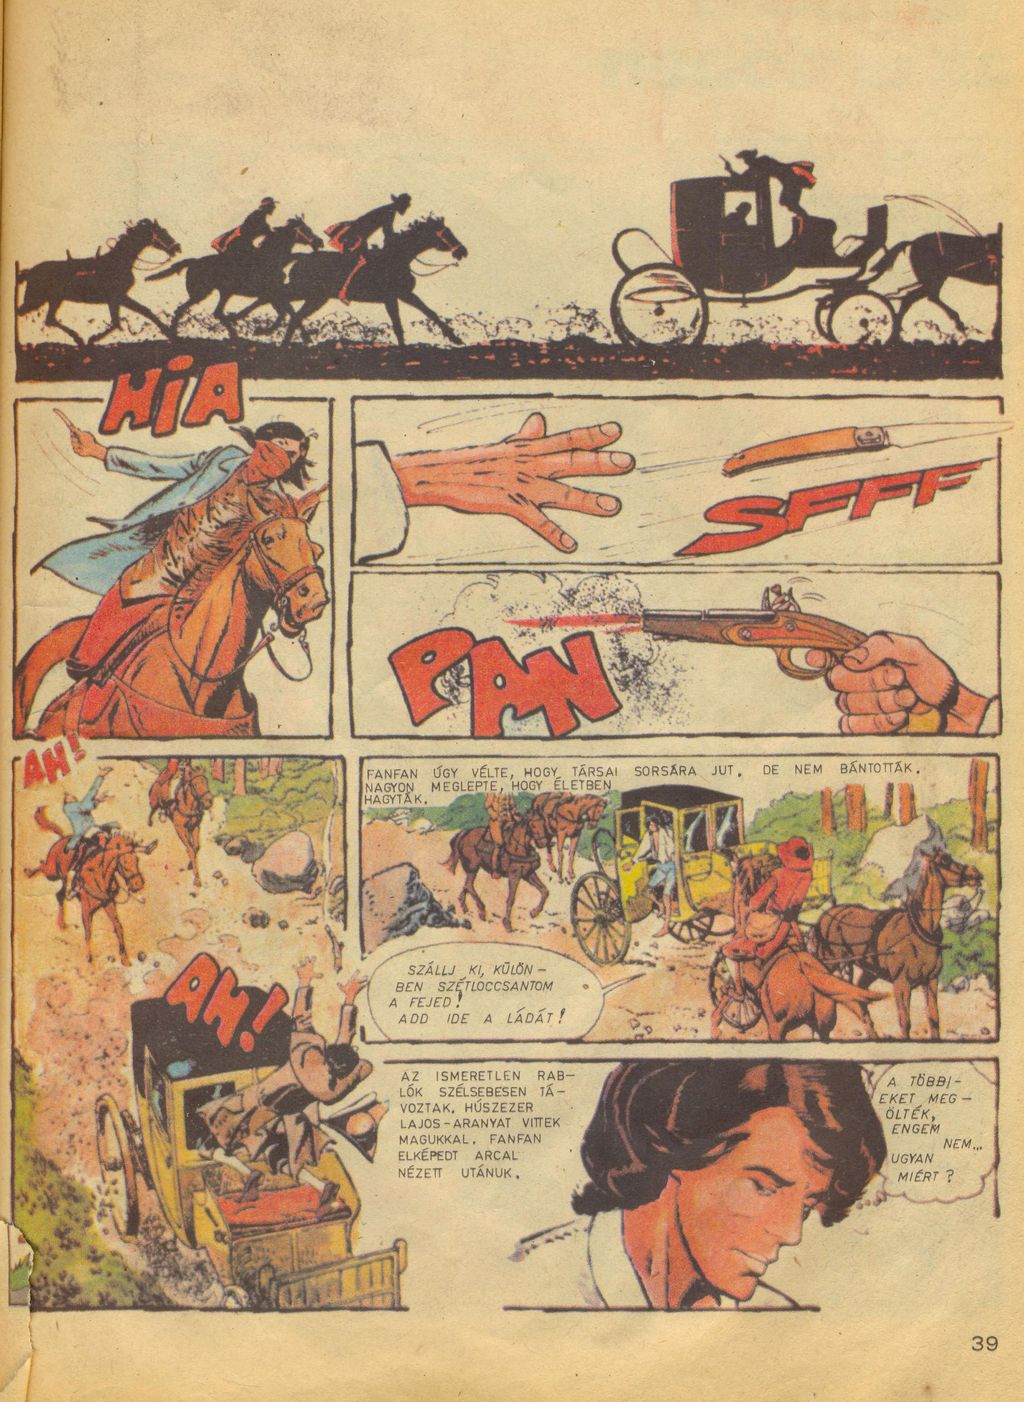 HIA
SFFF
PAN
AH!
FANFAN ÚGY VÉLTE, HOGY TÁRSAI SORSÁRA JUT. DE NEM BÁNTOTTÁK.
NAGYON MEGLEPTE, HOGY ÉLETBEN
HAGYTÁK.
SZÁLLJ KI, KÜLÖN-
BEN SZÉTLOCCSANTOM
A FEJED!
ADD IDE A LÁDÁT!
AH!
AZ ISMERETLEN RAB-
LÓK SZÉLSEBESEN TÁ-
VOZTAK. HÚSZEZER
LAJOS-ARANYAT VITTEK
MAGUKKAL. FANFAN
ELKÉPEDT ARCAL
NÉZETT UTÁNUK.
A TÖBBI-
EKET MEG-
ÖLTÉK,
ENGEM
NEM...
UGYAN
MIÉRT?
39